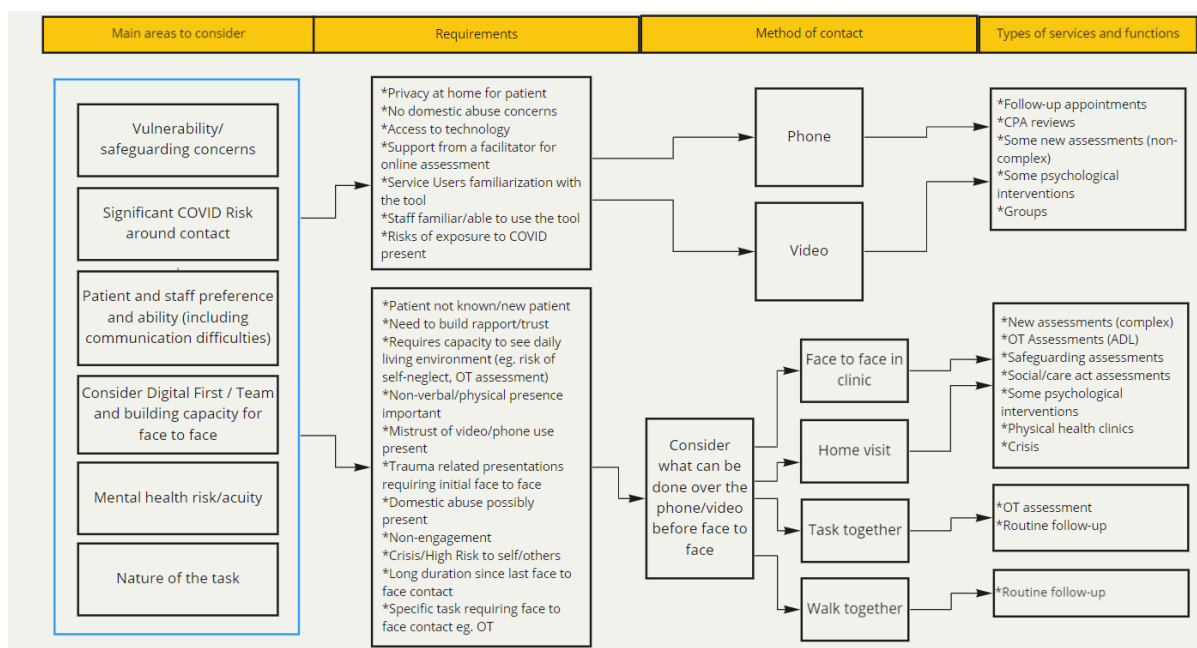 Main areas to consider
Requirements
Method of contact
Types of services and functions
Vulnerability/
safeguarding concerns
Significant COVID Risk
around contact
Patient and staff preference
and ability (including
communication difficulties)
Consider Digital First / Team
and building capacity for
face to face
Mental health risk/acuity
Nature of the task
*Privacy at home for patient
*No domestic abuse concerns
*Access to technology
*Support from a facilitator for
online assessment
*Service Users familiarization with
the tool
*Staff familiar/able to use the tool
*Risks of exposure to COVID
present
*Patient not known/new patient
*Need to build rapport/trust
*Requires capacity to see daily
living environment (eg. risk of
self-neglect, OT assessment)
*Non-verbal/physical presence
important
*Mistrust of video/phone use
present
*Trauma related presentations
requiring initial face to face
*Domestic abuse possibly
present
*Non-engagement
*Crisis/High Risk to self/others
*Long duration since last face to
face contact
*Specific task requiring face to
face contact eg. OT
Phone
Video
Consider
what can be
done over the
phone/video
before face to
face
Face to face in
clinic
Home visit
Task together
Walk together
*Follow-up appointments
*CPA reviews
*Some new assessments (non-
complex)
*Some psychological
interventions
*Groups
*New assessments (complex)
*OT Assessments (ADL)
*Safeguarding assessments
*Social/care act assessments
*Some psychological
interventions
*Physical health clinics
*Crisis
*OT assessment
*Routine follow-up
*Routine follow-up